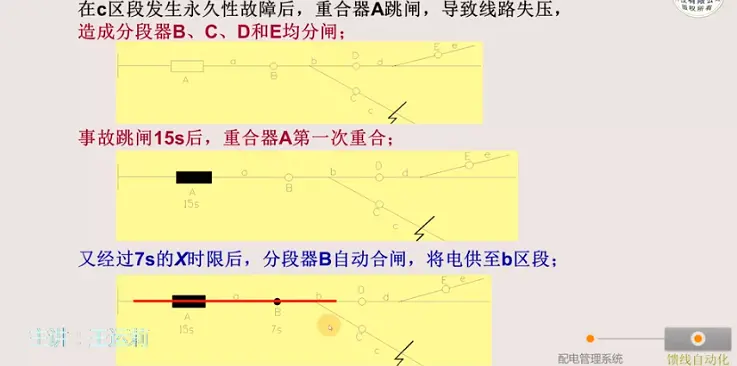 在c区段发生永久性故障后，重合器A跳闸，导致线路失压，
造成分段器B、C、D和E均分闸；
A a B b D d E e C c
事故跳闸15s后，重合器A第一次重合；
A 15s a B b D d E e C c
又经过7s的X时限后，分段器B自动合闸，将电供至b区段；
A 15s a B 7s b D d E e C c
配电管理系统
馈线自动化